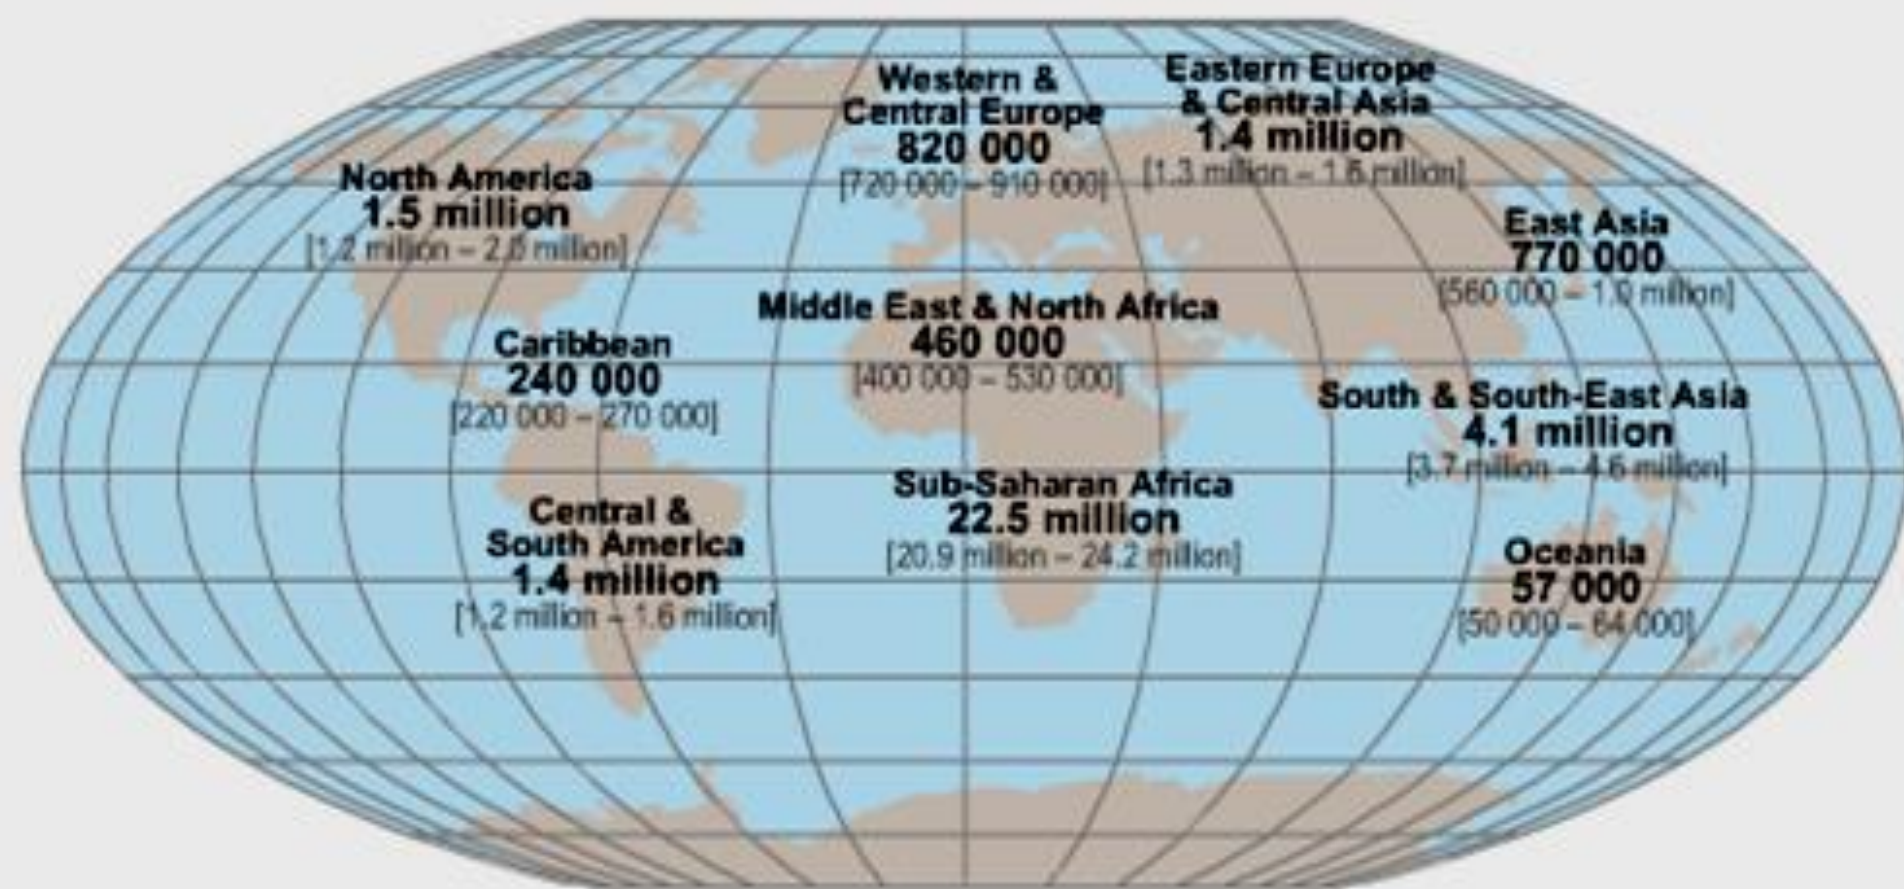 Western &
Central Europe
820 000
[720 000 – 910 000]
Eastern Europe
& Central Asia
1.4 million
[1.3 million – 1.6 million]
North America
1.5 million
[1.2 million – 2.0 million]
East Asia
770 000
[560 000 – 1.0 million]
Middle East & North Africa
460 000
[400 000 – 530 000]
Caribbean
240 000
[220 000 – 270 000]
South & South-East Asia
4.1 million
[3.7 million – 4.6 million]
Sub-Saharan Africa
22.5 million
[20.9 million – 24.2 million]
Central &
South America
1.4 million
[1.2 million – 1.6 million]
Oceania
57 000
[50 000 – 64 000]